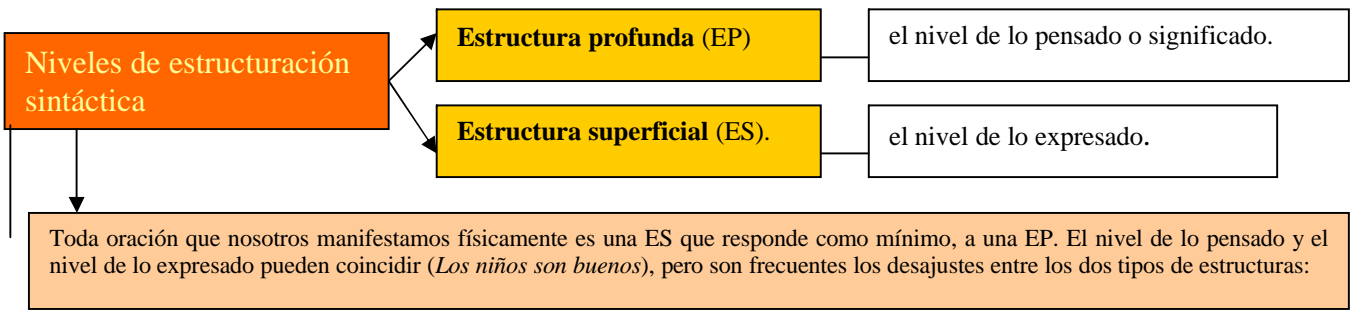 Niveles de estructuración
sintáctica
Estructura profunda (EP)
el nivel de lo pensado o significado.
Estructura superficial (ES).
el nivel de lo expresado.
Toda oración que nosotros manifestamos físicamente es una ES que responde como mínimo, a una EP. El nivel de lo pensado y el
nivel de lo expresado pueden coincidir (Los niños son buenos), pero son frecuentes los desajustes entre los dos tipos de estructuras: